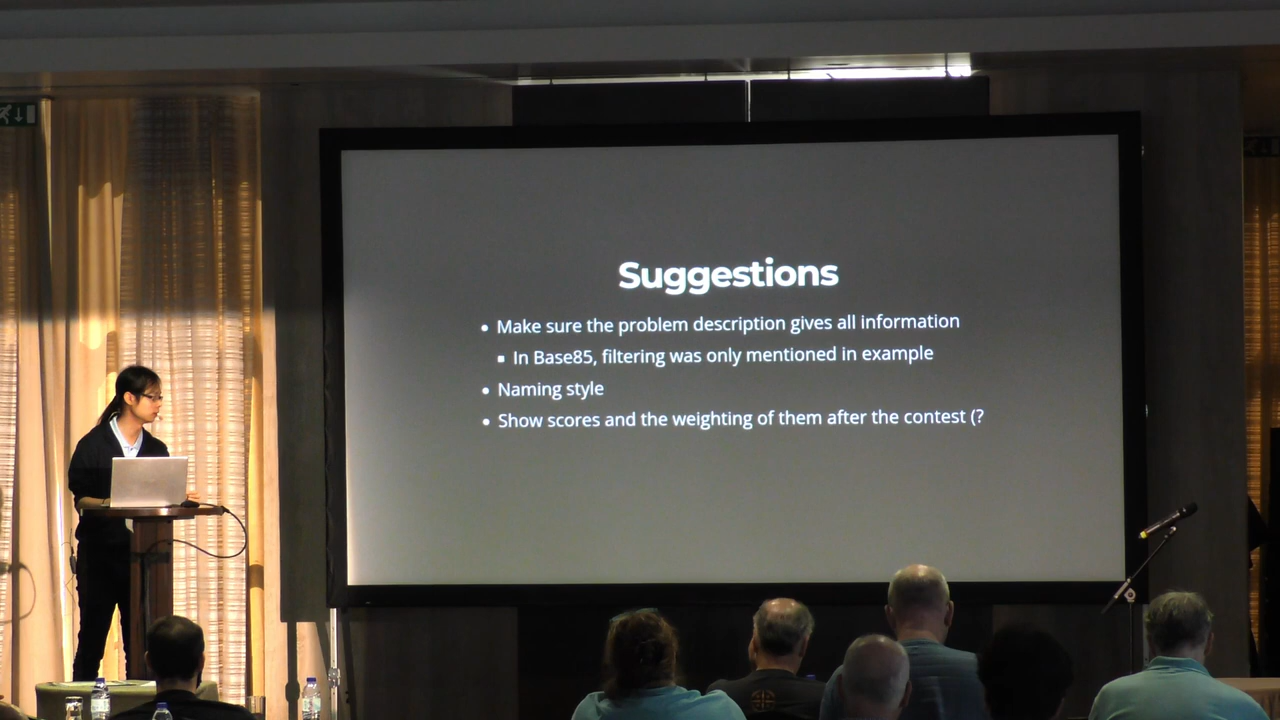 Suggestions
Make sure the problem description gives all information
In Base85, filtering was only mentioned in example
Naming style
Show scores and the weighting of them after the contest (?